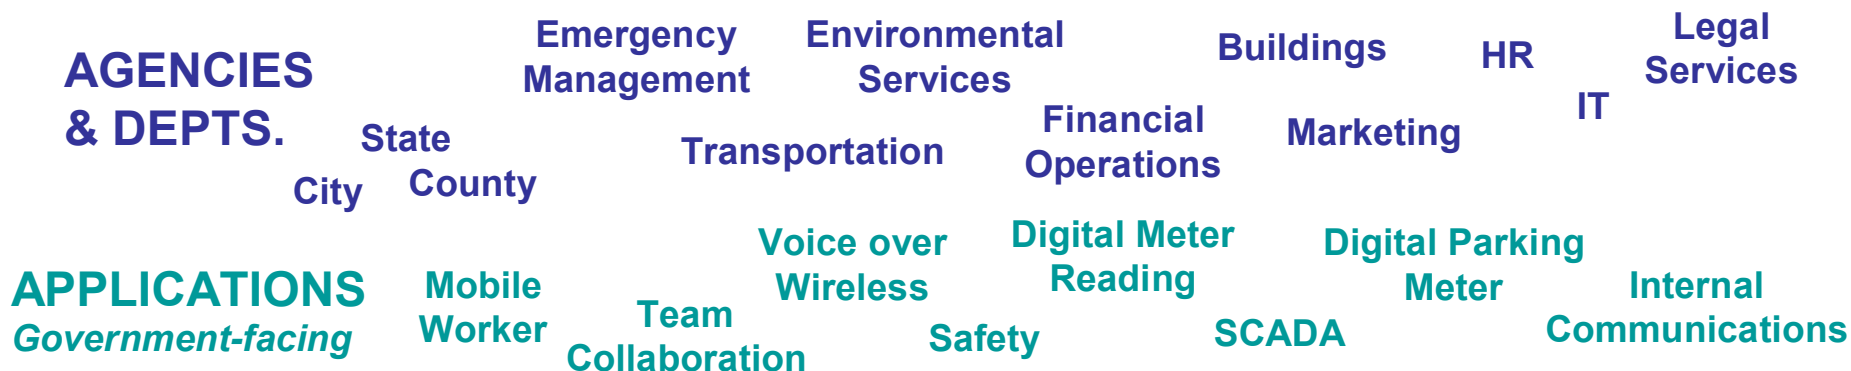 AGENCIES
& DEPTS.
City
State
County
Emergency
Management
Environmental
Services
Transportation
Financial
Operations
Buildings
Marketing
HR
IT
Legal
Services
APPLICATIONS
Government-facing
Mobile
Worker
Team
Collaboration
Voice over
Wireless
Safety
Digital Meter
Reading
SCADA
Digital Parking
Meter
Internal
Communications